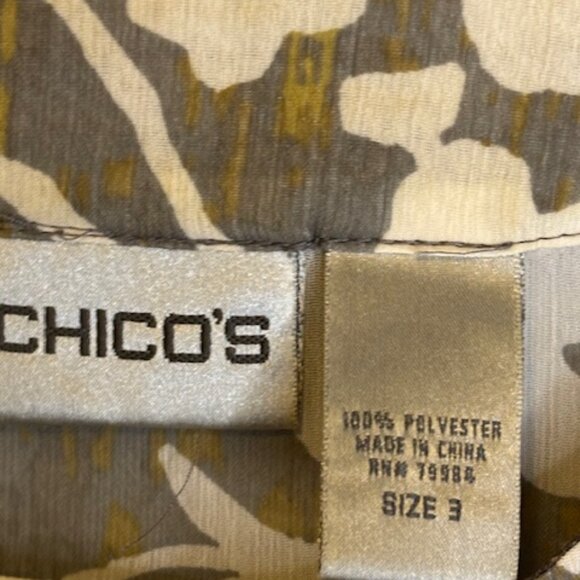 CHICO'S
100% POLYESTER
MADE IN CHINA
RN# 79984
SIZE 3